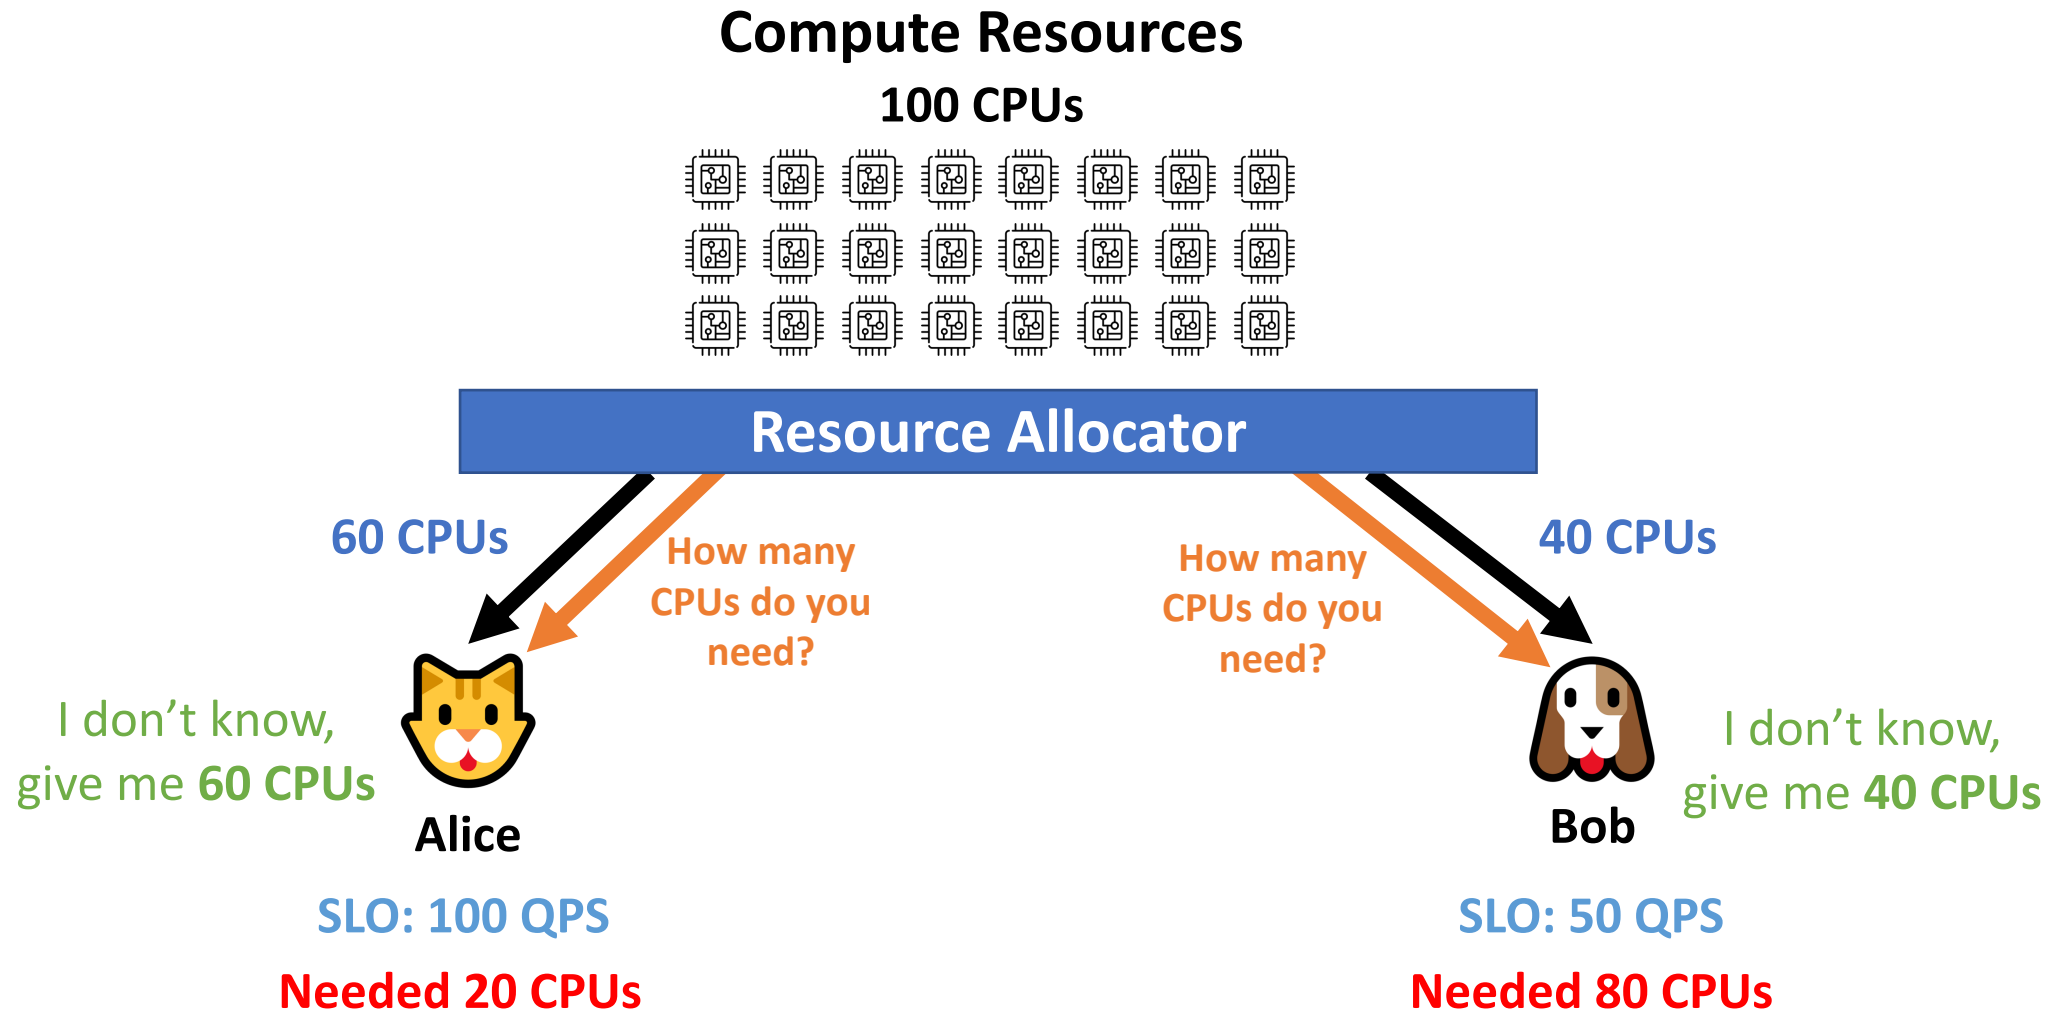 Compute Resources
100 CPUs
Resource Allocator
60 CPUs
How many
CPUs do you
need?
How many
CPUs do you
need?
40 CPUs
I don’t know,
give me 60 CPUs
Alice
SLO: 100 QPS
Needed 20 CPUs
I don’t know,
give me 40 CPUs
Bob
SLO: 50 QPS
Needed 80 CPUs